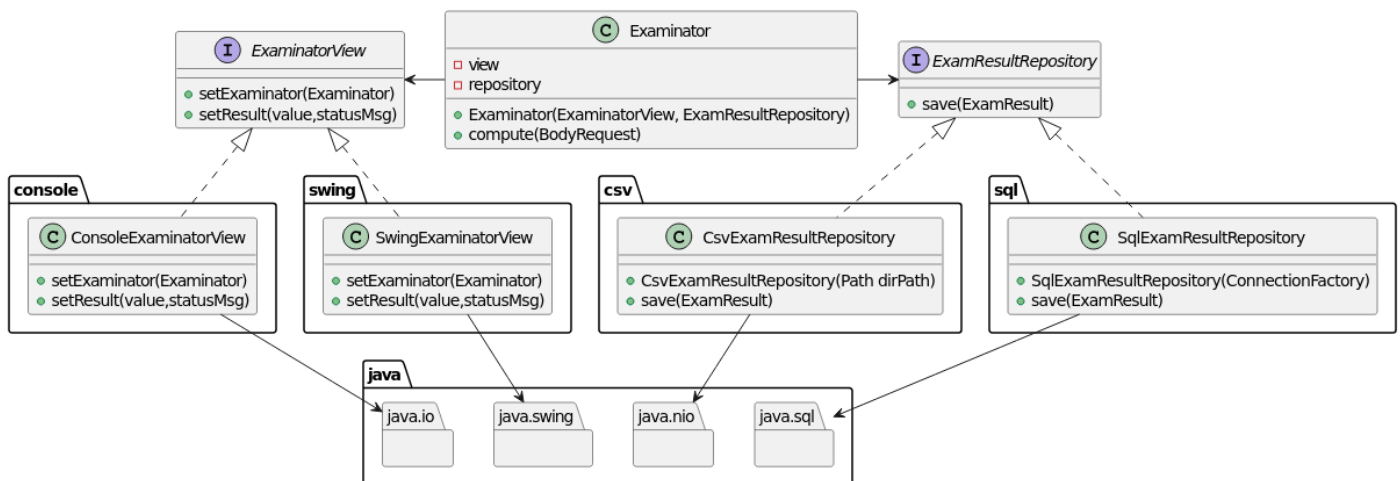 I ExaminatorView
setExaminator(Examinator)
setResult(value,statusMsg)
C Examinator
view
repository
Examinator(ExaminatorView, ExamResultRepository)
compute(BodyRequest)
I ExamResultRepository
save(ExamResult)
console
C ConsoleExaminatorView
setExaminator(Examinator)
setResult(value,statusMsg)
swing
C SwingExaminatorView
setExaminator(Examinator)
setResult(value,statusMsg)
csv
C CsvExamResultRepository
CsvExamResultRepository(Path dirPath)
save(ExamResult)
sql
C SqlExamResultRepository
SqlExamResultRepository(ConnectionFactory)
save(ExamResult)
java
java.io
java.swing
java.nio
java.sql